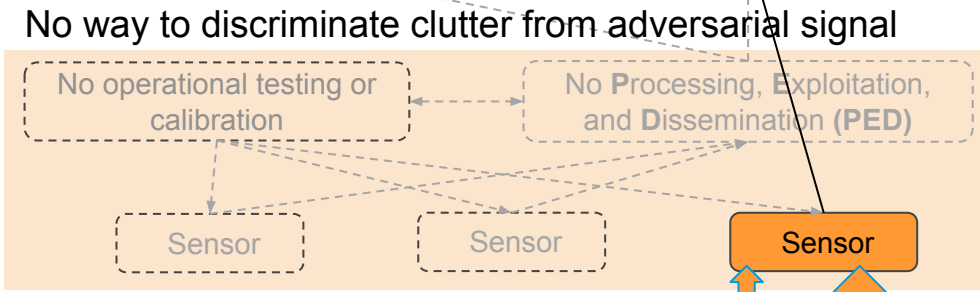 No way to discriminate clutter from adversarial signal
No operational testing or
calibration
No Processing, Exploitation,
and Dissemination (PED)
Sensor
Sensor
Sensor